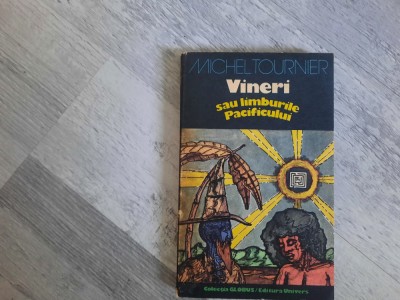 MICHEL TOURNIER
Vineri
sau limburile
Pacificului
Colecția GLOBUS / Editura Univers